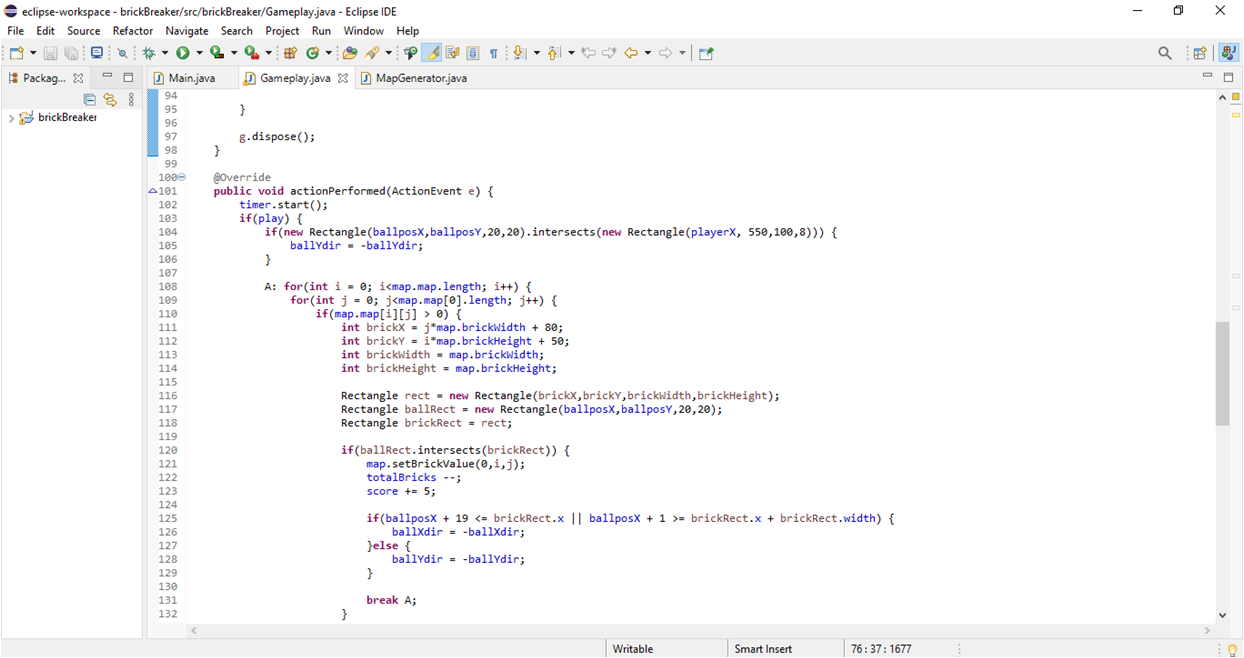 eclipse-workspace - brickBreaker/src/brickBreaker/Gameplay.java - Eclipse IDE
File Edit Source Refactor Navigate Search Project Run Window Help
Packag... Main.java Gameplay.java MapGenerator.java
brickBreaker
94
95 }
96
97 g.dispose();
98 }
99
100 @Override
101 public void actionPerformed(ActionEvent e) {
102 timer.start();
103 if(play) {
104 if(new Rectangle(ballposX,ballposY,20,20).intersects(new Rectangle(playerX, 550,100,8))) {
105 ballYdir = -ballYdir;
106 }
107
108 A: for(int i = 0; i<map.map.length; i++) {
109 for(int j = 0; j<map.map[0].length; j++) {
110 if(map.map[i][j] > 0) {
111 int brickX = j*map.brickWidth + 80;
112 int brickY = i*map.brickHeight + 50;
113 int brickWidth = map.brickWidth;
114 int brickHeight = map.brickHeight;
115
116 Rectangle rect = new Rectangle(brickX,brickY,brickWidth,brickHeight);
117 Rectangle ballRect = new Rectangle(ballposX,ballposY,20,20);
118 Rectangle brickRect = rect;
119
120 if(ballRect.intersects(brickRect)) {
121 map.setBrickValue(0,i,j);
122 totalBricks --;
123 score += 5;
124
125 if(ballposX + 19 <= brickRect.x || ballposX + 1 >= brickRect.x + brickRect.width) {
126 ballXdir = -ballXdir;
127 }else {
128 ballYdir = -ballYdir;
129 }
130
131 break A;
132 }
Writable Smart Insert 76 : 37 : 1677